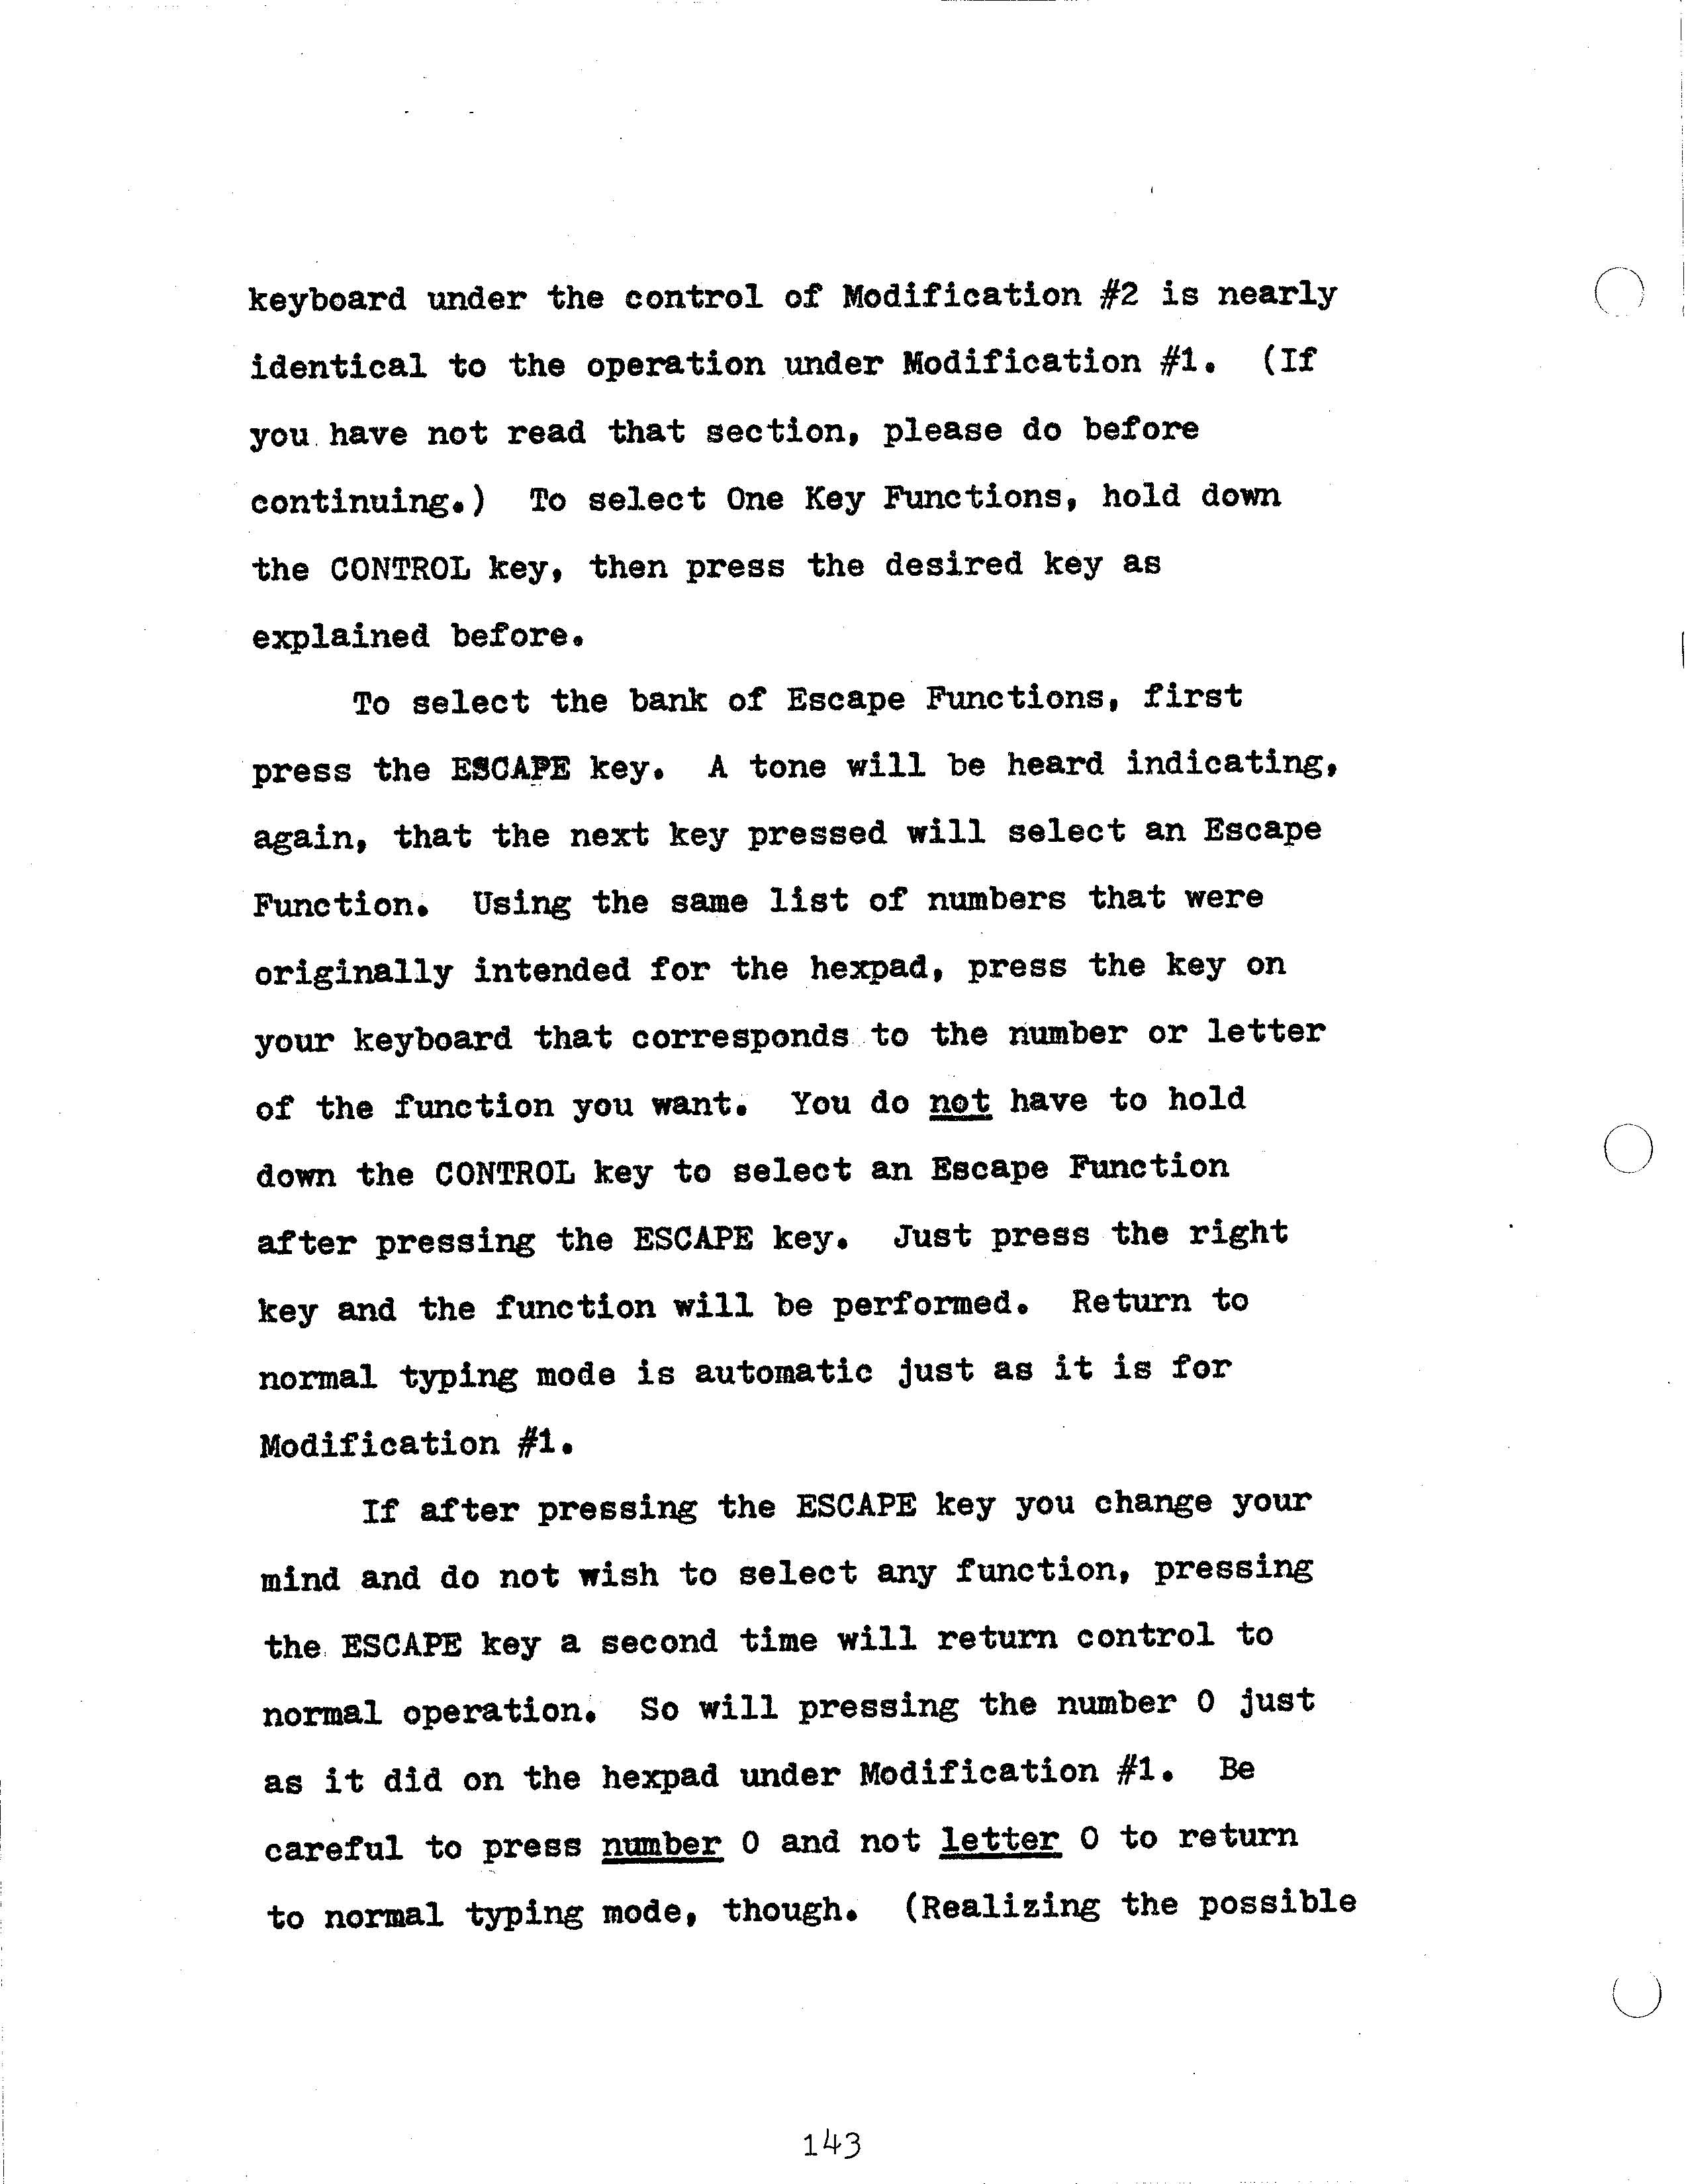 keyboard under the control of Modification #2 is nearly
identical to the operation under Modification #1.  (If
you have not read that section, please do before
continuing.)  To select One Key Functions, hold down
the CONTROL key, then press the desired key as
explained before.
To select the bank of Escape Functions, first
press the ESCAPE key.  A tone will be heard indicating,
again, that the next key pressed will select an Escape
Function.  Using the same list of numbers that were
originally intended for the hexpad, press the key on
your keyboard that corresponds to the number or letter
of the function you want.  You do not have to hold
down the CONTROL key to select an Escape Function
after pressing the ESCAPE key.  Just press the right
key and the function will be performed.  Return to
normal typing mode is automatic just as it is for
Modification #1.
If after pressing the ESCAPE key you change your
mind and do not wish to select any function, pressing
the ESCAPE key a second time will return control to
normal operation.  So will pressing the number 0 just
as it did on the hexpad under Modification #1.  Be
careful to press number 0 and not letter O to return
to normal typing mode, though.  (Realizing the possible
143